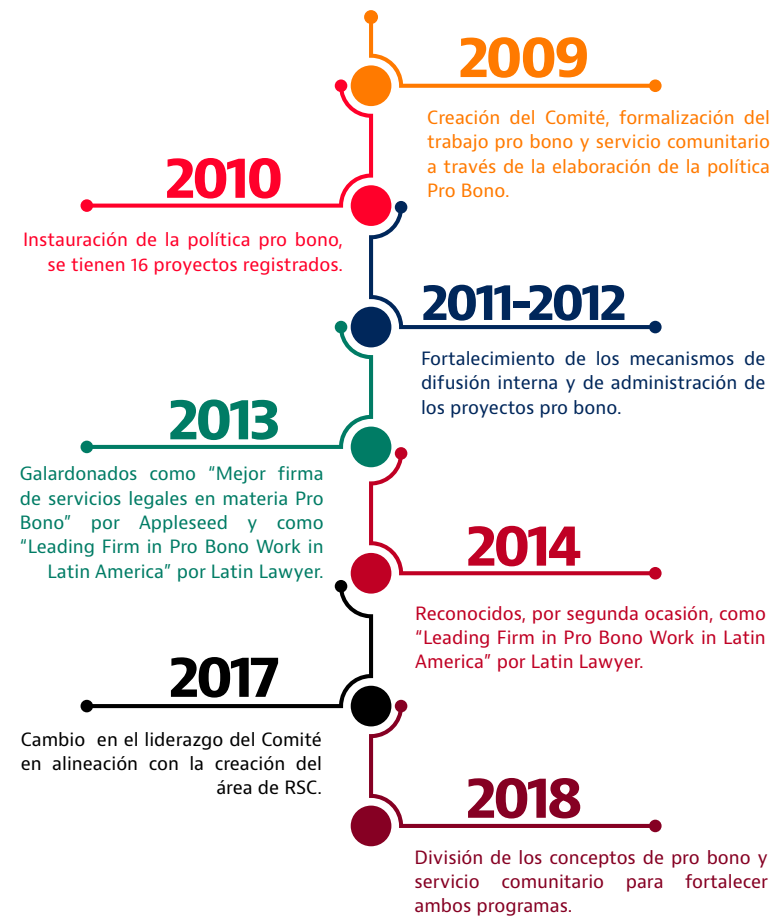 2009
Creación del Comité, formalización del
trabajo pro bono y servicio comunitario
a través de la elaboración de la política
Pro Bono.
2010
Instauración de la política pro bono,
se tienen 16 proyectos registrados.
2011-2012
Fortalecimiento de los mecanismos de
difusión interna y de administración de
los proyectos pro bono.
2013
Galardonados como “Mejor firma
de servicios legales en materia Pro
Bono” por Appleseed y como
“Leading Firm in Pro Bono Work in
Latin America” por Latin Lawyer.
2014
Reconocidos, por segunda ocasión, como
“Leading Firm in Pro Bono Work in Latin
America” por Latin Lawyer.
2017
Cambio en el liderazgo del Comité
en alineación con la creación del
área de RSC.
2018
División de los conceptos de pro bono y
servicio comunitario para fortalecer
ambos programas.